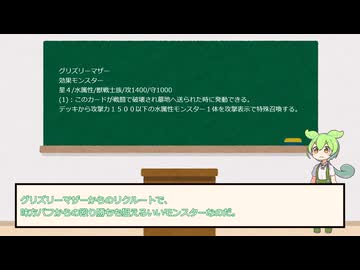 グリズリーマザー
効果モンスター
星４/水属性/獣戦士族/攻1400/守1000
(1)：このカードが戦闘で破壊され墓地へ送られた時に発動できる。
デッキから攻撃力１５００以下の水属性モンスター１体を攻撃表示で特殊召喚する。
グリズリーマザーからのリクルートで、
味方バフからの殴り勝ちを狙えるいいモンスターなのだ。